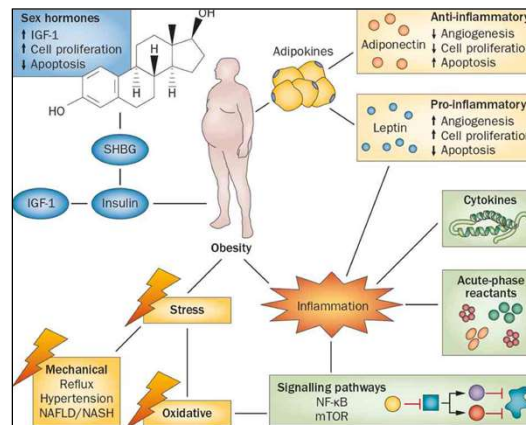 Sex hormones
↑ IGF-1
↑ Cell proliferation
↓ Apoptosis
OH
H
H
H
HO
SHBG
IGF-1
Insulin
Obesity
Adipokines
Anti-inflammatory
Adiponectin
↓ Angiogenesis
↓ Cell proliferation
↑ Apoptosis
Pro-inflammatory
Leptin
↑ Angiogenesis
↑ Cell proliferation
↓ Apoptosis
Cytokines
Inflammation
Acute-phase
reactants
Stress
Mechanical
Reflux
Hypertension
NAFLD/NASH
Oxidative
Signalling pathways
NF-κB
mTOR